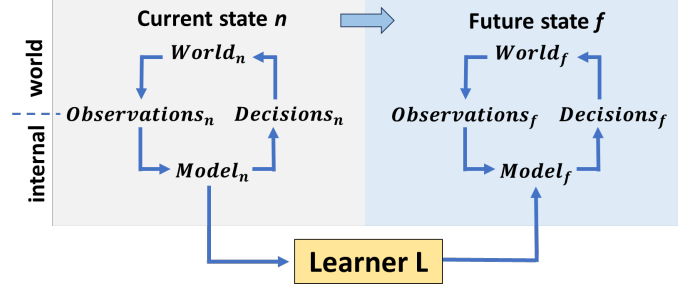 Current state n
Future state f
world
internal
World_n
Observations_n
Decisions_n
Model_n
World_f
Observations_f
Decisions_f
Model_f
Learner L